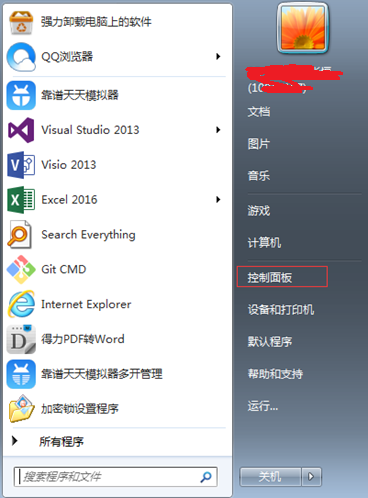 强力卸载电脑上的软件
QQ浏览器
靠谱天天模拟器
Visual Studio 2013
Visio 2013
Excel 2016
Search Everything
Git CMD
Internet Explorer
得力PDF转Word
靠谱天天模拟器多开管理
加密锁设置程序
所有程序
搜索程序和文件
文档
图片
音乐
游戏
计算机
控制面板
设备和打印机
默认程序
帮助和支持
运行...
关机